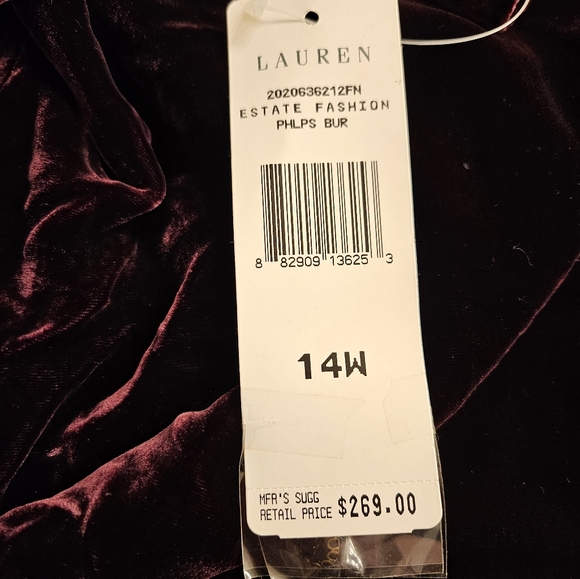 LAUREN
2020636212FN
ESTATE FASHION
PHLPS BUR
8 82909 13625 3
14W
MFR'S SUGG
RETAIL PRICE $269.00